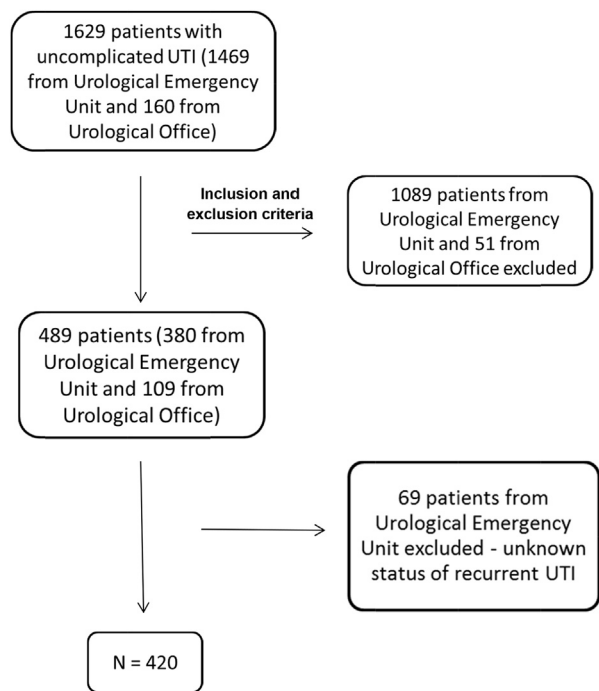 1629 patients with
uncomplicated UTI (1469
from Urological Emergency
Unit and 160 from
Urological Office)
Inclusion and
exclusion criteria
1089 patients from
Urological Emergency
Unit and 51 from
Urological Office excluded
489 patients (380 from
Urological Emergency
Unit and 109 from
Urological Office)
69 patients from
Urological Emergency
Unit excluded - unknown
status of recurrent UTI
N = 420